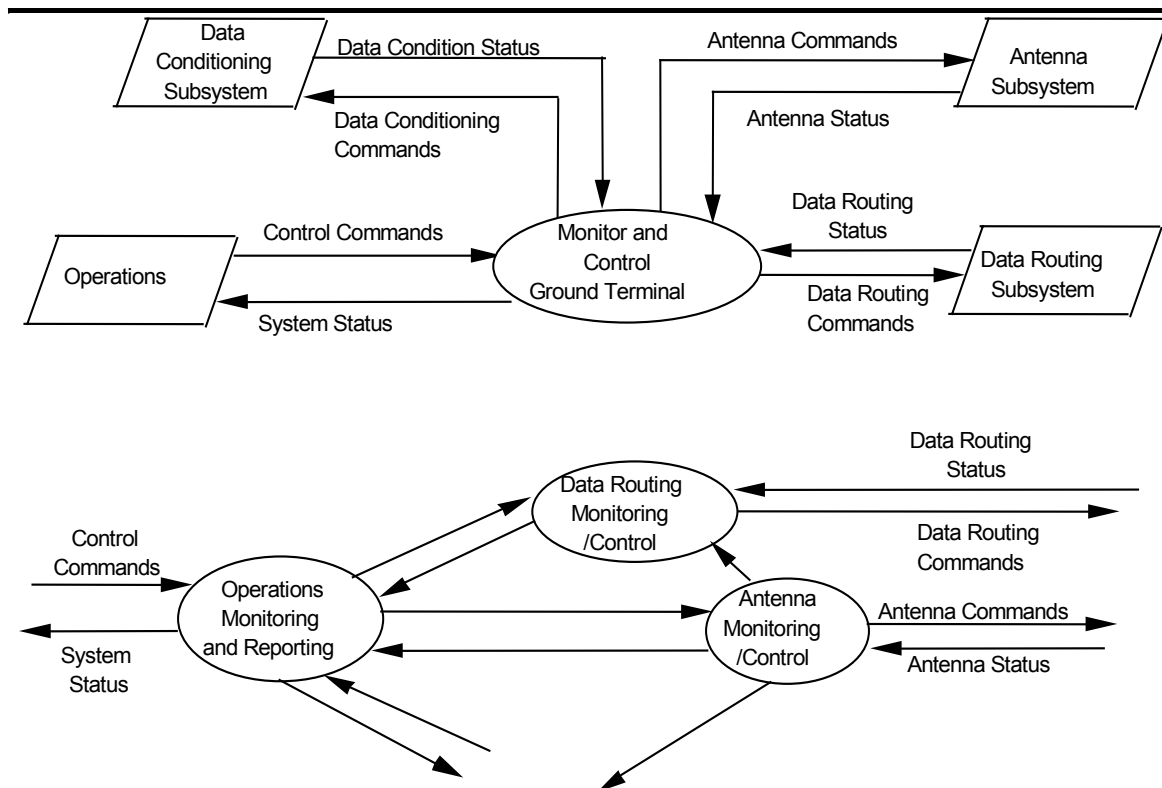 Data
Conditioning
Subsystem
Data Condition Status
Data Conditioning
Commands
Antenna Commands
Antenna
Subsystem
Antenna Status
Control Commands
Operations
System Status
Monitor and
Control
Ground Terminal
Data Routing
Status
Data Routing
Subsystem
Data Routing
Commands
Data Routing
Status
Data Routing
Monitoring
/Control
Data Routing
Commands
Control
Commands
Operations
Monitoring
and Reporting
System
Status
Antenna
Monitoring
/Control
Antenna Commands
Antenna Status